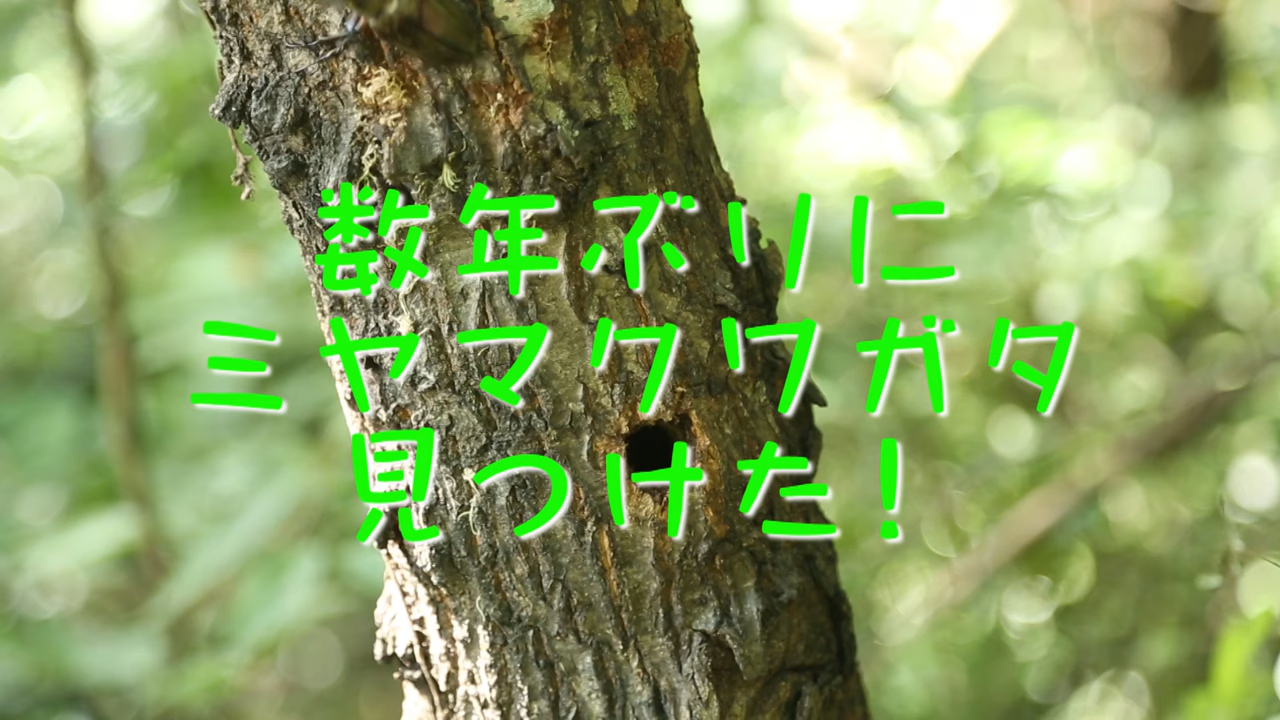 数年ぶりに
ミヤマクワガタ
見つけた！